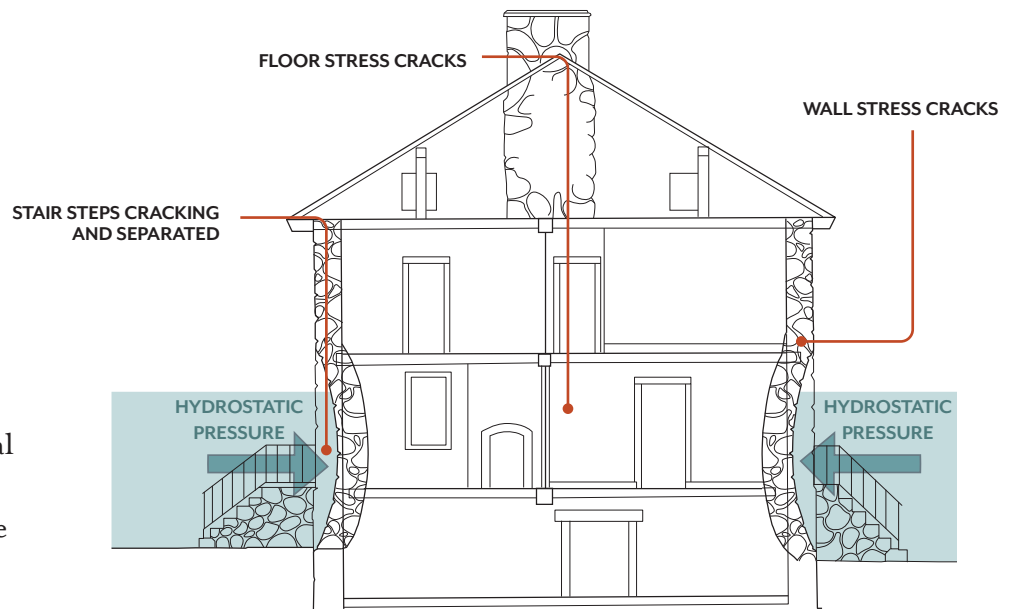 FLOOR STRESS CRACKS
WALL STRESS CRACKS
STAIR STEPS CRACKING
AND SEPARATED
HYDROSTATIC
PRESSURE
HYDROSTATIC
PRESSURE